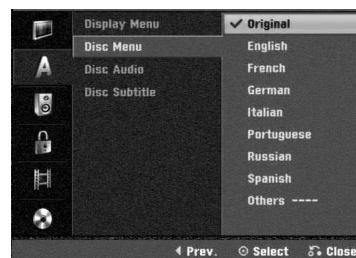 Display Menu
Disc Menu
Disc Audio
Disc Subtitle
✔ Original
English
French
German
Italian
Portuguese
Russian
Spanish
Others ----
A
◀ Prev.
⊙ Select
Close